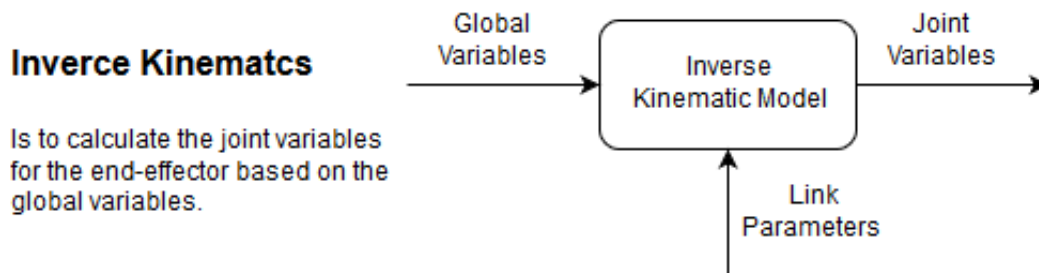 Inverce Kinematcs
Is to calculate the joint variables
for the end-effector based on the
global variables.
Global
Variables
Inverse
Kinematic Model
Joint
Variables
Link
Parameters